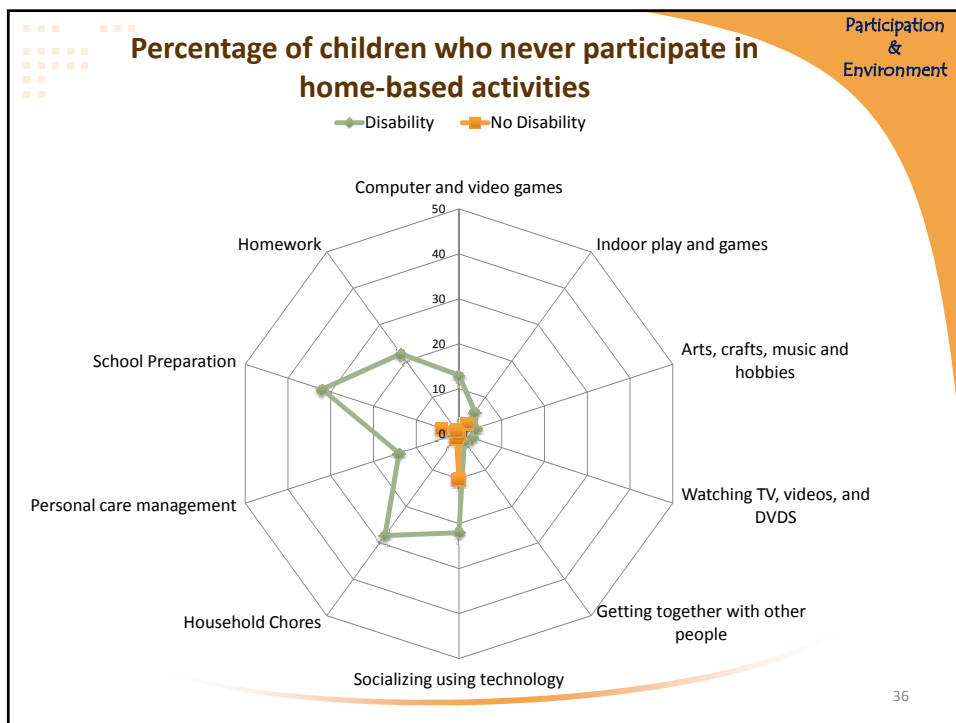 Participation
&
Environment
Percentage of children who never participate in
home-based activities
Disability
No Disability
Computer and video games
50
Homework
Indoor play and games
40
30
School Preparation
Arts, crafts, music and
hobbies
20
10
0
Personal care management
Watching TV, videos, and
DVDS
Household Chores
Getting together with other
people
Socializing using technology
36